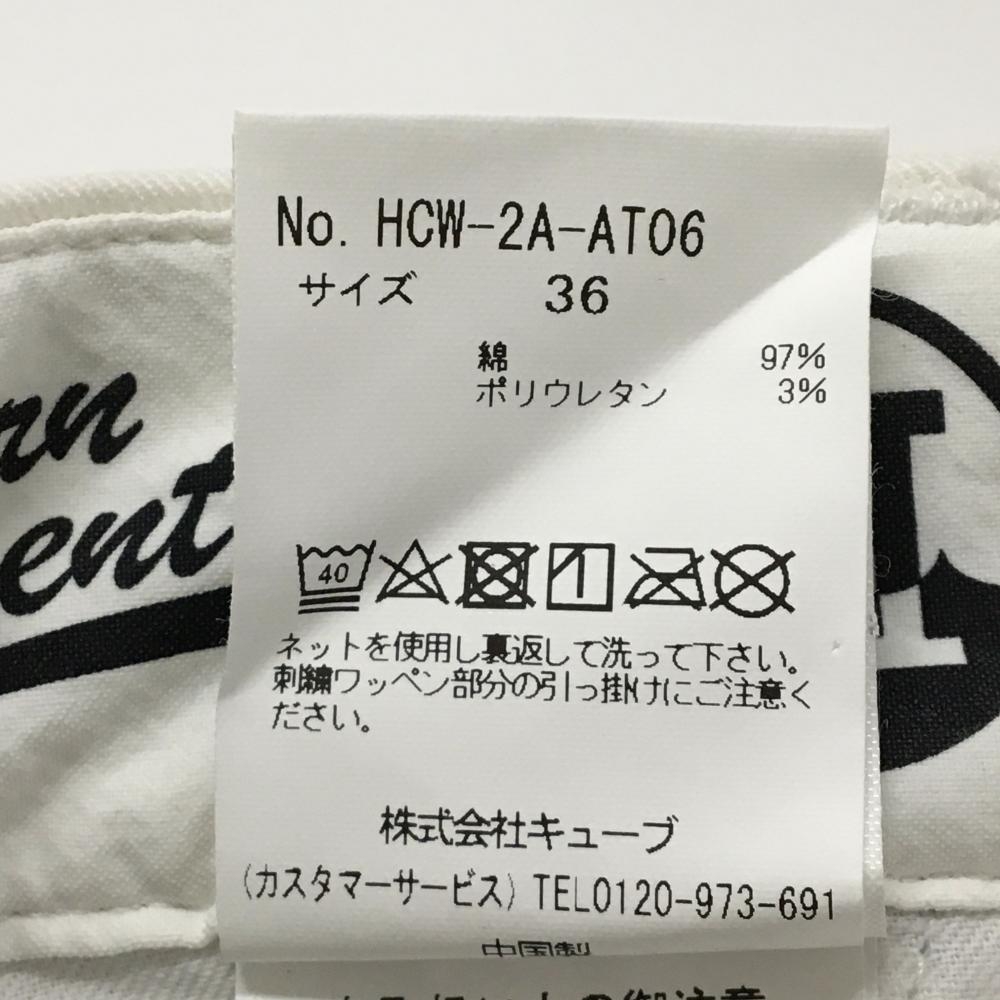 No. HCW-2A-AT06
サイズ 36
綿 97%
ポリウレタン 3%
40
ネットを使用し裏返して洗って下さい。
刺繍ワッペン部分の引っ掛けにご注意く
ださい。
株式会社キューブ
(カスタマーサービス) TEL0120-973-691
中国製